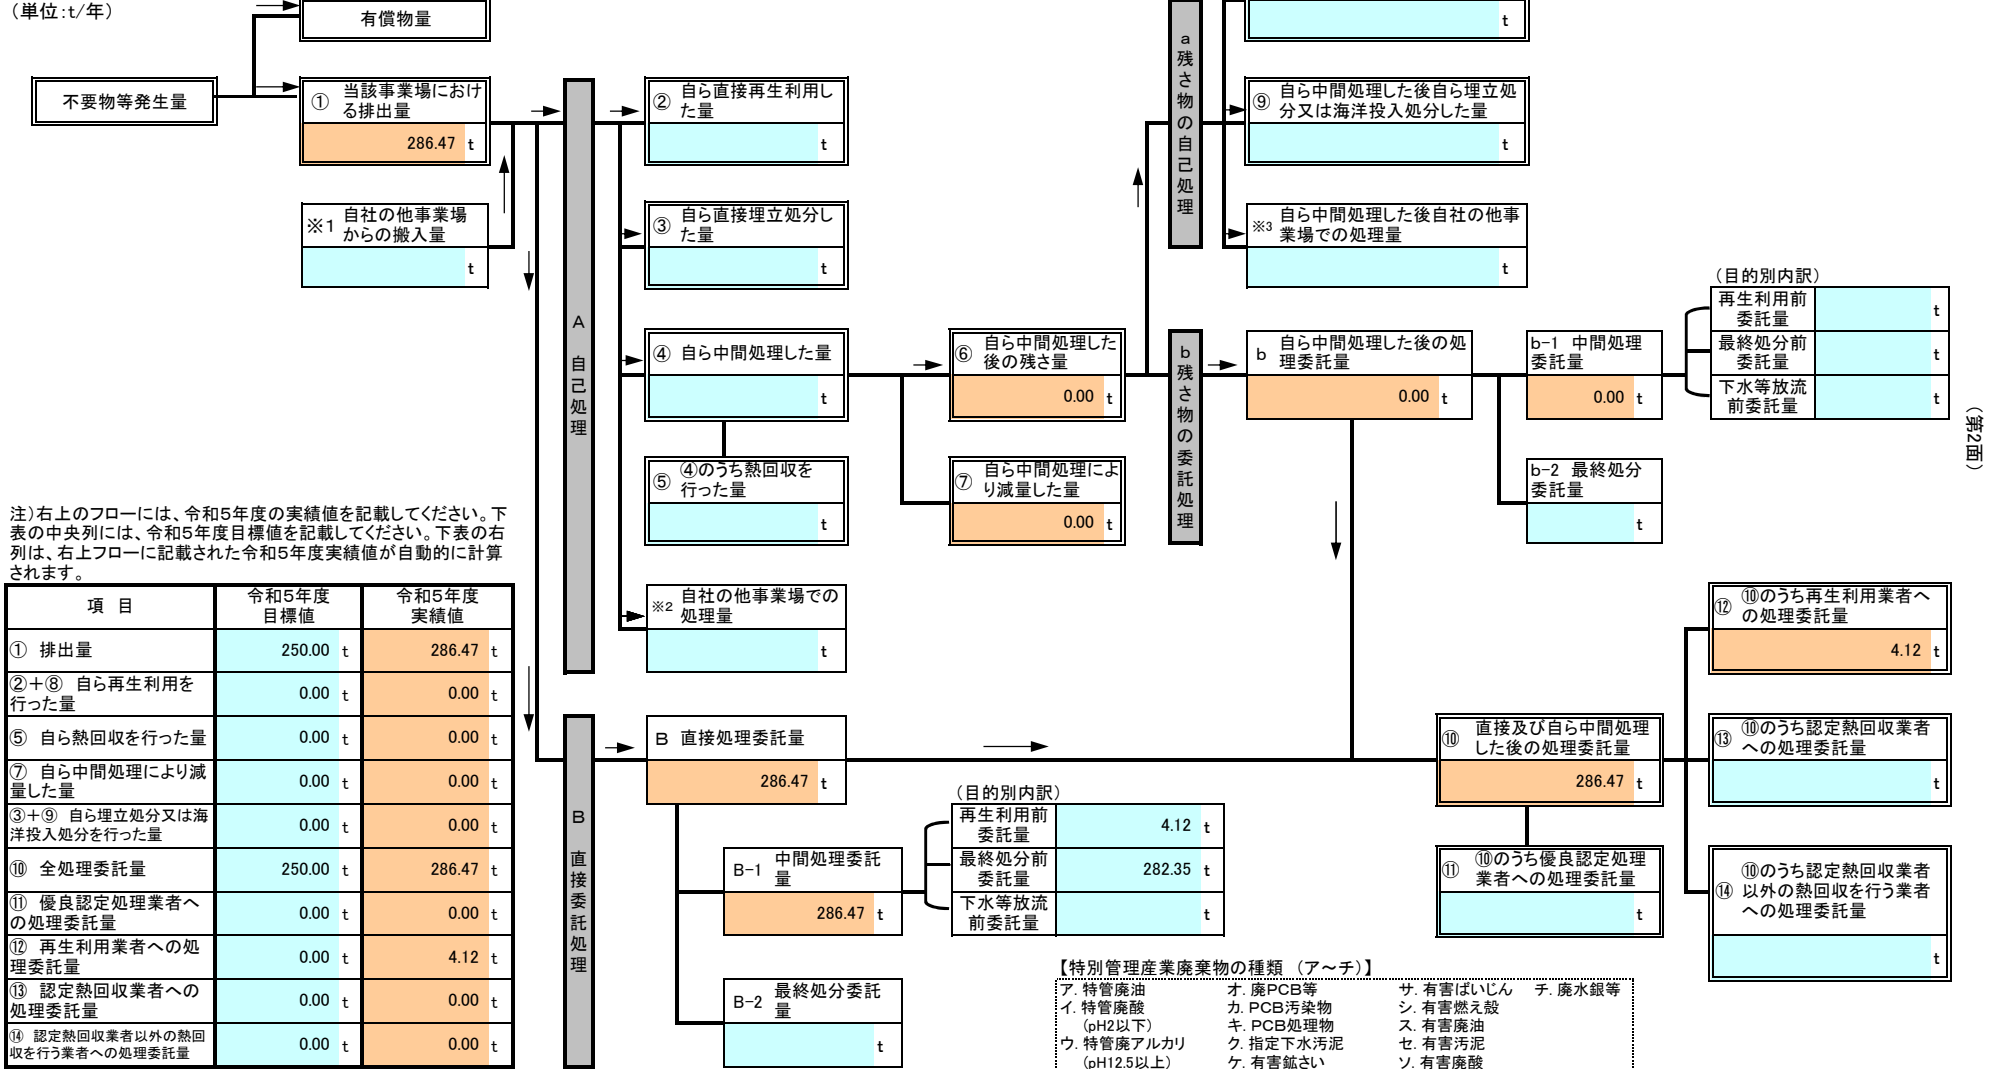 （単位：t/年）
有償物量
不要物等発生量
① 当該事業場におけ
る排出量
286.47 t
※1 自社の他事業場
からの搬入量
t
A 自己処理
② 自ら直接再生利用し
た量
t
③ 自ら直接埋立処分し
た量
t
④ 自ら中間処理した量
t
⑤ ④のうち熱回収を
行った量
t
※2 自社の他事業場での
処理量
t
⑥ 自ら中間処理した
後の残さ量
0.00 t
⑦ 自ら中間処理によ
り減量した量
0.00 t
a 残さ物の自己処理
t
⑨ 自ら中間処理した後自ら埋立処
分又は海洋投入処分した量
t
※3 自ら中間処理した後自社の他事
業場での処理量
t
b 残さ物の委託処理
b 自ら中間処理した後の処
理委託量
0.00 t
b-1 中間処理
委託量
0.00 t
b-2 最終処分
委託量
t
（目的別内訳）
再生利用前
委託量 t
最終処分前
委託量 t
下水等放流
前委託量 t
（第2面）
注）右上のフローには、令和5年度の実績値を記載してください。下
表の中央列には、令和5年度目標値を記載してください。下表の右
列は、右上フローに記載された令和5年度実績値が自動的に計算
されます。
項 目 令和5年度
目標値 令和5年度
実績値
① 排出量 250.00 t 286.47 t
②＋⑧ 自ら再生利用を
行った量 0.00 t 0.00 t
⑤ 自ら熱回収を行った量 0.00 t 0.00 t
⑦ 自ら中間処理により減
量した量 0.00 t 0.00 t
③＋⑨ 自ら埋立処分又は海
洋投入処分を行った量 0.00 t 0.00 t
⑩ 全処理委託量 250.00 t 286.47 t
⑪ 優良認定処理業者へ
の処理委託量 0.00 t 0.00 t
⑫ 再生利用業者への処
理委託量 0.00 t 4.12 t
⑬ 認定熱回収業者への
処理委託量 0.00 t 0.00 t
⑭ 認定熱回収業者以外の熱回
収を行う業者への処理委託量 0.00 t 0.00 t
B 直接委託処理
B 直接処理委託量
286.47 t
B-1 中間処理委託
量
286.47 t
B-2 最終処分委託
量
t
（目的別内訳）
再生利用前
委託量 4.12 t
最終処分前
委託量 282.35 t
下水等放流
前委託量 t
⑩ 直接及び自ら中間処理
した後の処理委託量
286.47 t
⑪ ⑩のうち優良認定処理
業者への処理委託量
t
⑫ ⑩のうち再生利用業者へ
の処理委託量
4.12 t
⑬ ⑩のうち認定熱回収業者
への処理委託量
t
⑭ ⑩のうち認定熱回収業者
以外の熱回収を行う業者
への処理委託量
t
【特別管理産業廃棄物の種類 （ア～チ）】
ア. 特管廃油 オ. 廃PCB等 サ. 有害ばいじん チ. 廃水銀等
イ. 特管廃酸 カ. PCB汚染物 シ. 有害燃え殻
（pH2以下） キ. PCB処理物 ス. 有害廃油
ウ. 特管廃アルカリ ク. 指定下水汚泥 セ. 有害汚泥
（pH12.5以上） ケ. 有害鉱さい ソ. 有害廃酸